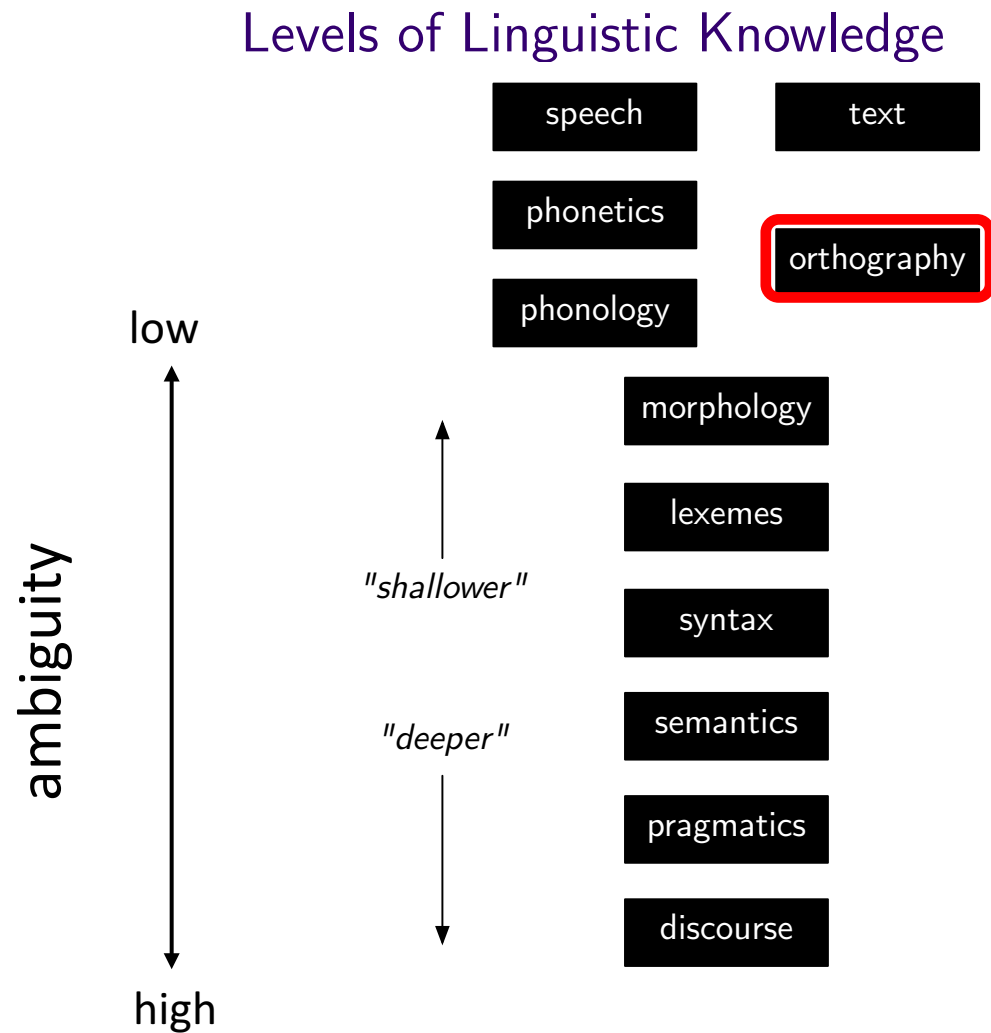 Levels of Linguistic Knowledge
speech text
phonetics
orthography
phonology
low
morphology
lexemes
"shallower"
syntax
ambiguity
semantics
"deeper"
pragmatics
discourse
high